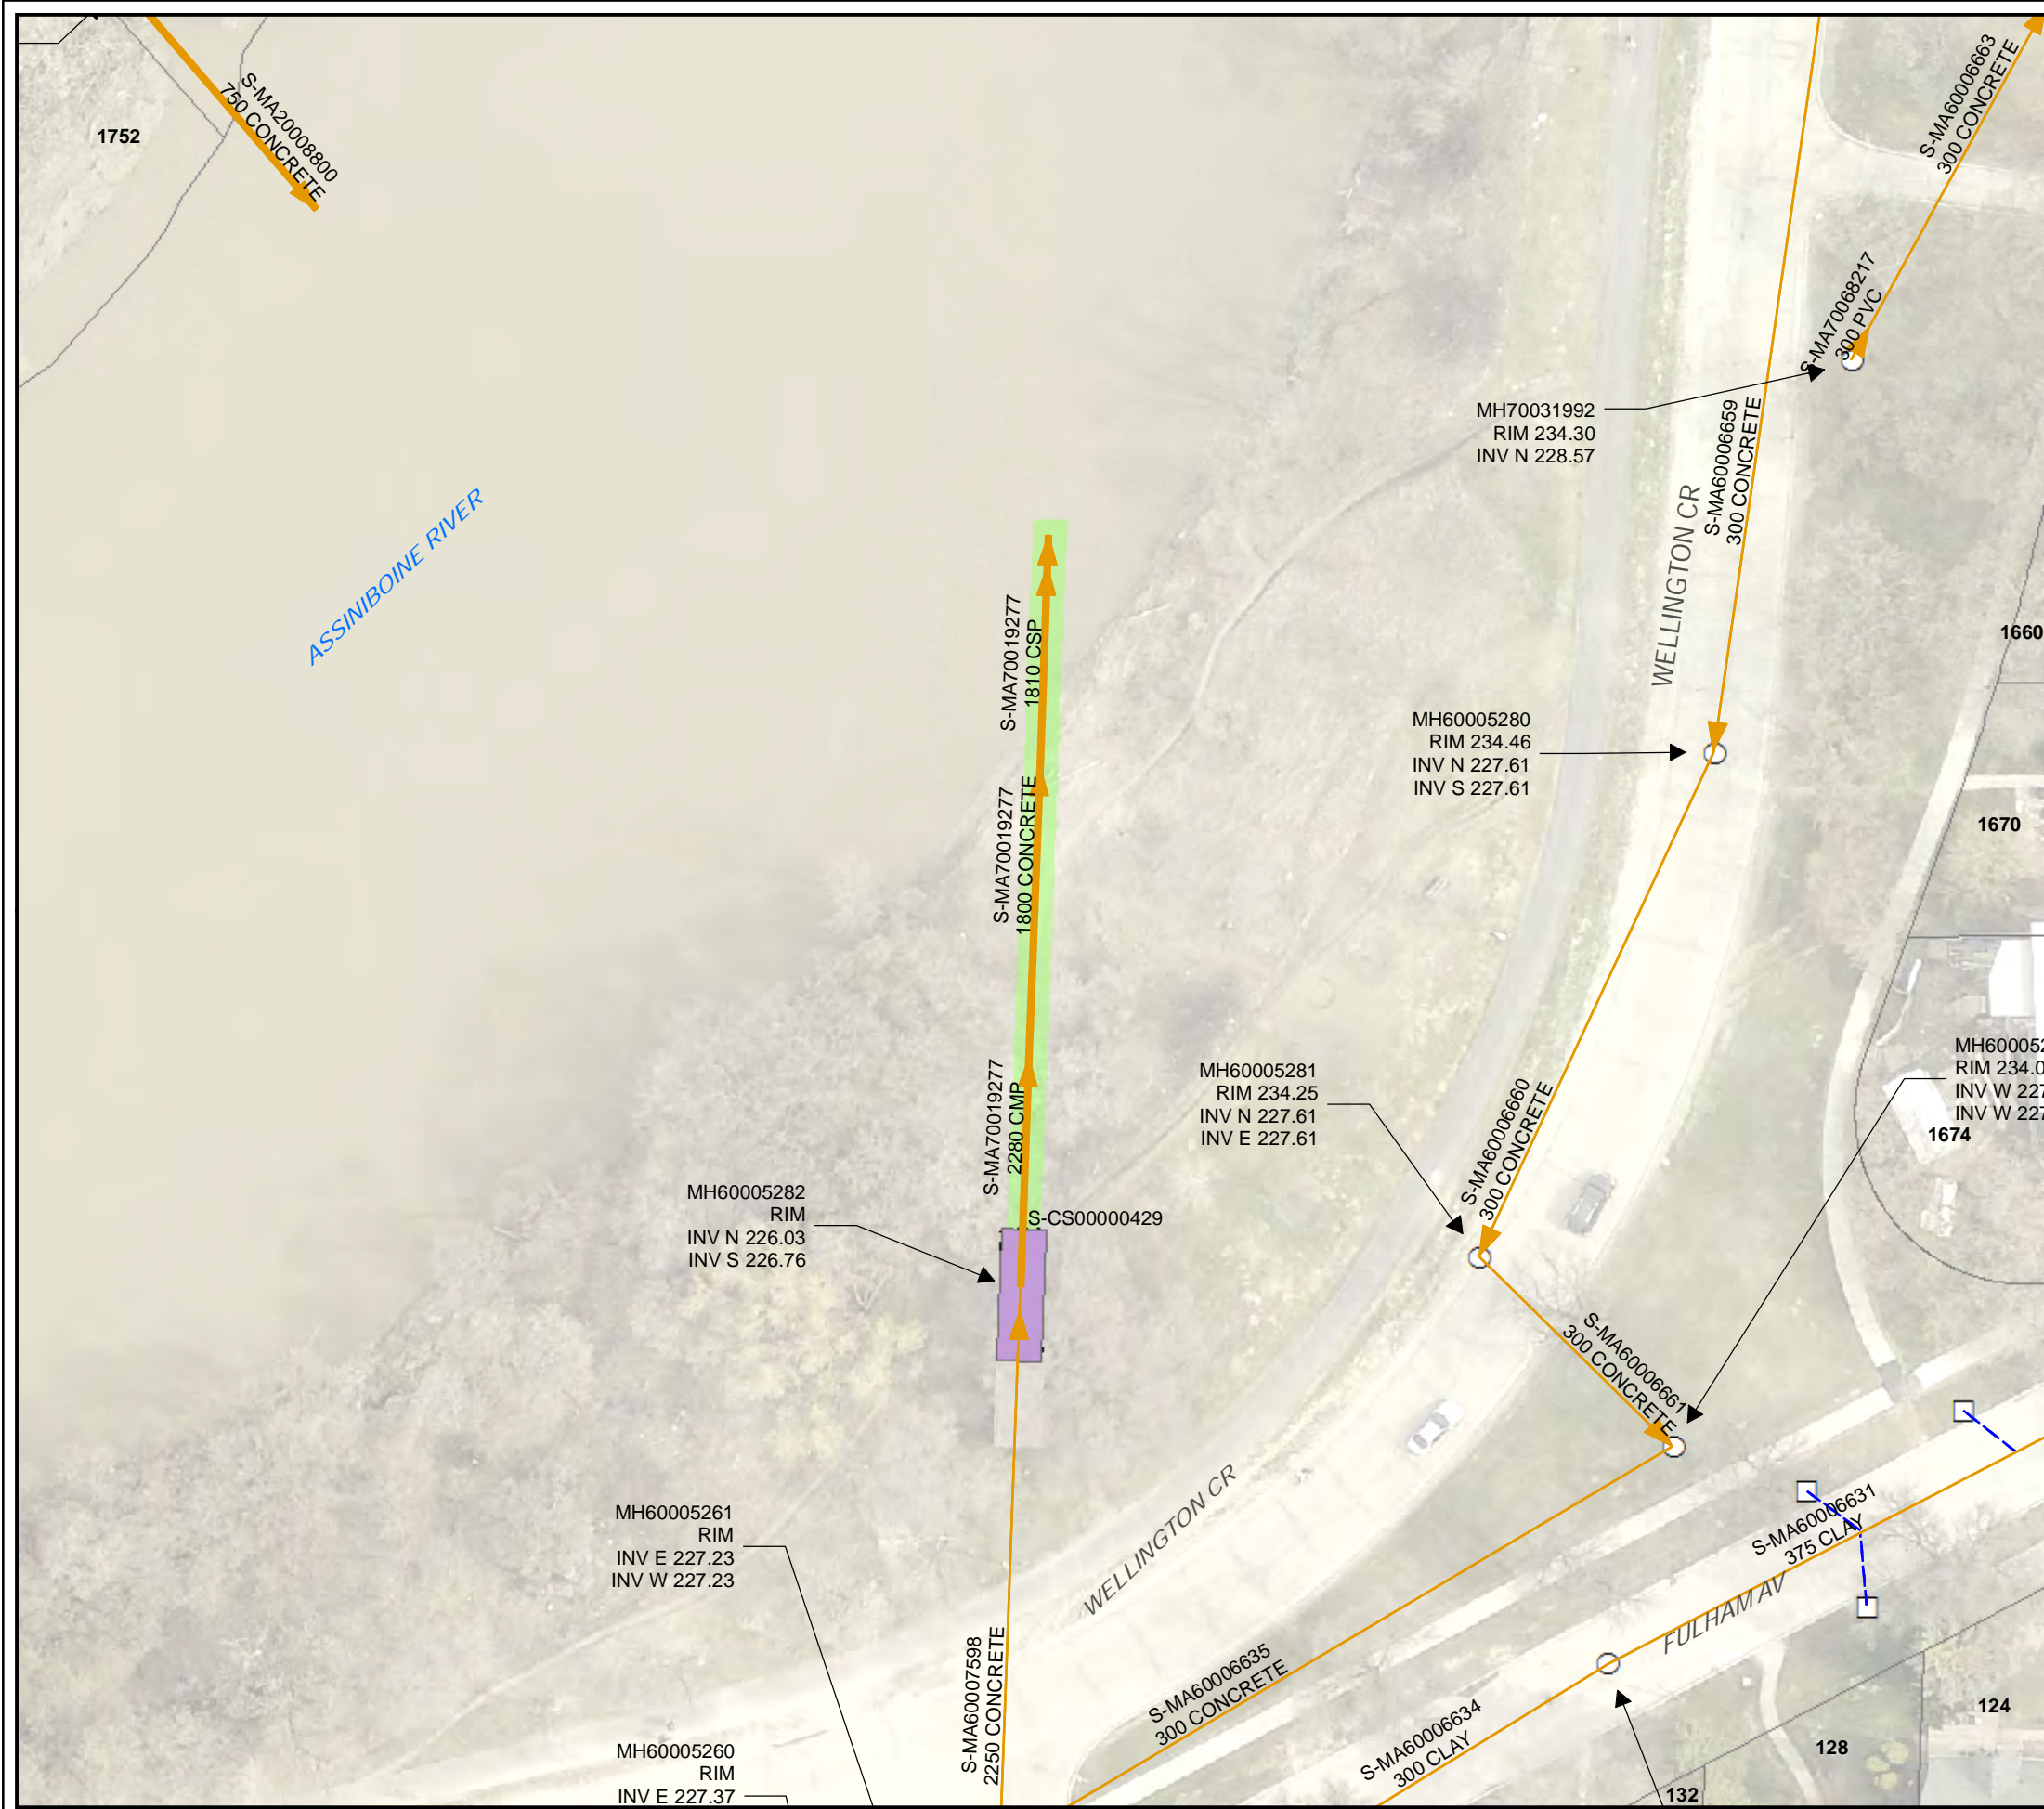 S-MA20008800
750 CONCRETE
1752
S-MA60006663
300 CONCRETE
S-MA70068217
300 PVC
MH70031992
RIM 234.30
INV N 228.57
S-MA60006659
300 CONCRETE
WELLINGTON CR
ASSINIBOINE RIVER
S-MA70019277
1810 CSP
1660
MH60005280
RIM 234.46
INV N 227.61
INV S 227.61
S-MA70019277
1800 CONCRETE
1670
MH60005281
RIM 234.25
INV N 227.61
INV E 227.61
S-MA60006660
300 CONCRETE
S-MA70019277
2280 CMP
1674
MH60005282
RIM
INV N 226.03
INV S 226.76
S-CS00000429
S-MA60006661
300 CONCRETE
MH60005261
RIM
INV E 227.23
INV W 227.23
WELLINGTON CR
S-MA60006631
375 CLAY
FULHAM AV
S-MA60007598
2250 CONCRETE
S-MA60006635
300 CONCRETE
S-MA60006634
300 CLAY
MH60005260
RIM
INV E 227.37
124
128
132